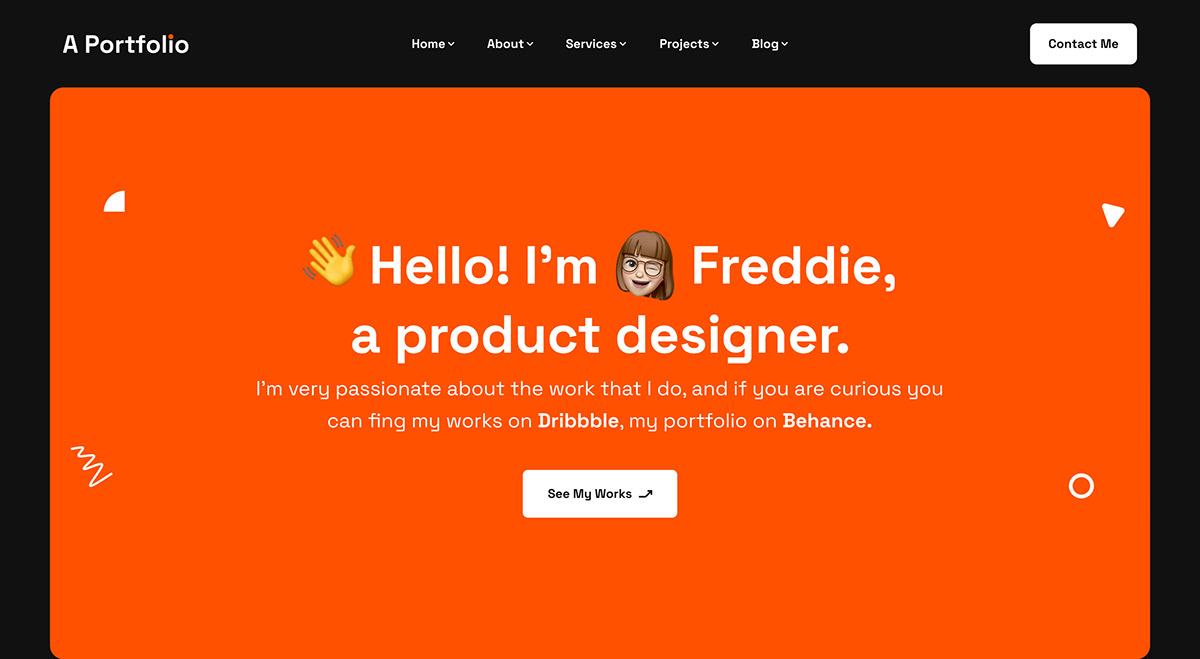 A Portfolio
Home
About
Services
Projects
Blog
Contact Me
👋 Hello! I'm Freddie,
a product designer.
I'm very passionate about the work that I do, and if you are curious you
can fing my works on Dribbble, my portfolio on Behance.
See My Works